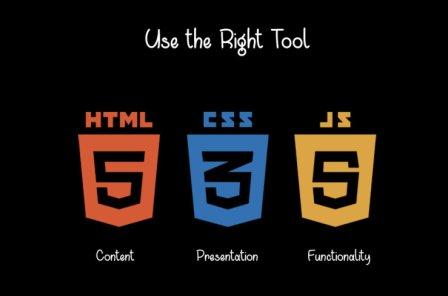 Use the Right Tool
HTML CSS JS
5 3 5
Content Presentation Functionality